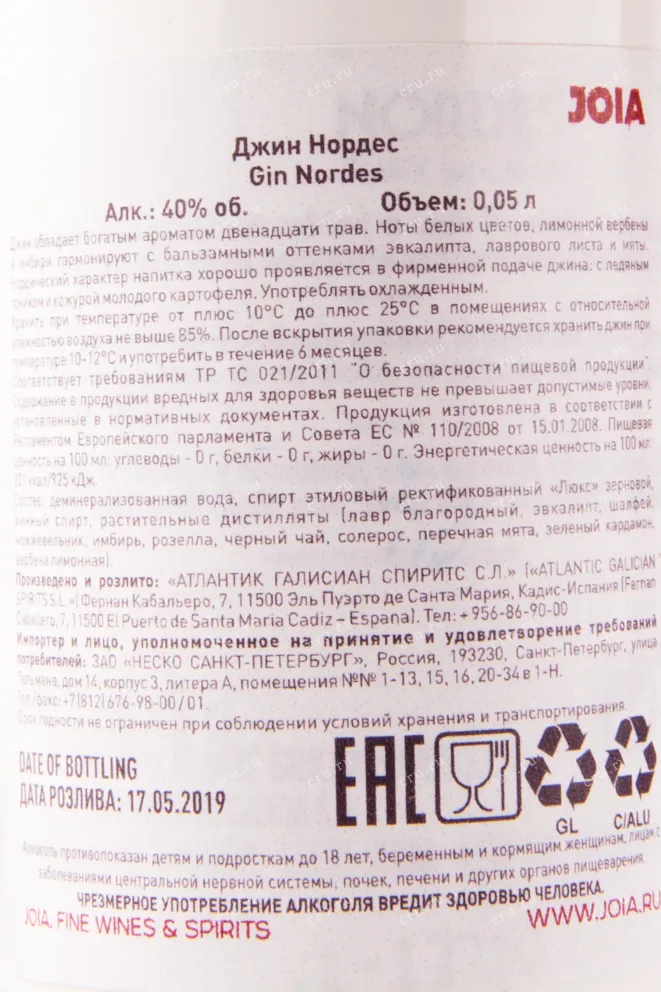 JOIA
Джин Нордес
Gin Nordes
Алк.: 40% об. Объем: 0,05 л
Джин обладает богатым ароматом двенадцати трав. Ноты белых цветов, лимонной вербены
и имбиря гармонируют с бальзамными оттенками эвкалипта, лаврового листа и мяты.
Нордический характер напитка хорошо проявляется в фирменной подаче джина: с ледяным
тоником и кожурой молодого картофеля. Употреблять охлажденным.
Хранить при температуре от плюс 10°С до плюс 25°С в помещениях с относительной
влажностью воздуха не выше 85%. После вскрытия упаковки рекомендуется хранить джин при
температуре 10-12°С и употребить в течение 6 месяцев.
Соответствует требованиям ТР ТС 021/2011 "О безопасности пищевой продукции".
Содержание в продукции вредных для здоровья веществ не превышает допустимые уровни,
установленные в нормативных документах. Продукция изготовлена в соответствии с
Регламентом Европейского парламента и Совета ЕС № 110/2008 от 15.01.2008. Пищевая
ценность на 100 мл: углеводы - 0 г, белки - 0 г, жиры - 0 г. Энергетическая ценность на 100 мл:
ккал/925 кДж.
Состав: деминерализованная вода, спирт этиловый ректификованный «Люкс» зерновой,
винный спирт, растительные дистилляты (лавр благородный, эвкалипт, шалфей,
можжевельник, имбирь, розелла, черный чай, солерос, перечная мята, зеленый кардамон,
вербена лимонная).
Произведено и розлито: «АТЛАНТИК ГАЛИСИАН СПИРИТС С.Л.» («ATLANTIC GALICIAN
SPIRITS S.L.») Фернан Кабальеро, 7, 11500 Эль Пуэрто де Санта Мария, Кадис-Испания (Fernan
Caballero, 7, 11500 El Puerto de Santa Maria Cadiz – Espana). Тел.: + 956-86-90-00
Импортер и лицо, уполномоченное на принятие и удовлетворение требований
потребителей: ЗАО «НЕСКО САНКТ-ПЕТЕРБУРГ», Россия, 193230, Санкт-Петербург, улица
Тельмана, дом 14, корпус 3, литера А, помещения №№ 1-13, 15, 16, 20-34 в 1-Н.
Тел./факс: +7(812) 676-98-00 / 01.
Срок годности не ограничен при соблюдении условий хранения и транспортирования.
DATE OF BOTTLING
ДАТА РОЗЛИВА: 17.05.2019
EAC
GL C/ALU
Алкоголь противопоказан детям и подросткам до 18 лет, беременным и кормящим женщинам, лицам с
заболеваниями центральной нервной системы, почек, печени и других органов пищеварения.
ЧРЕЗМЕРНОЕ УПОТРЕБЛЕНИЕ АЛКОГОЛЯ ВРЕДИТ ЗДОРОВЬЮ ЧЕЛОВЕКА.
JOIA. FINE WINES & SPIRITS WWW.JOIA.RU